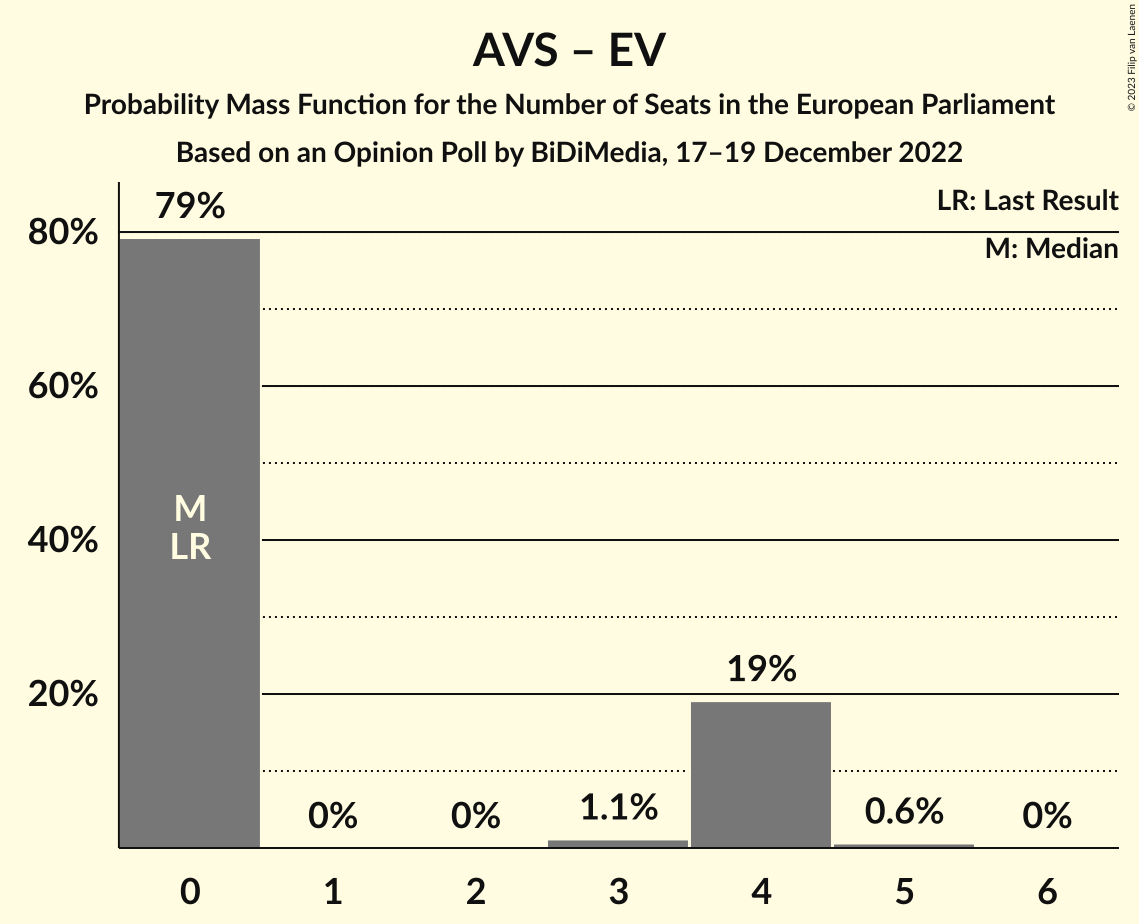 AVS – EV
Probability Mass Function for the Number of Seats in the European Parliament
Based on an Opinion Poll by BiDiMedia, 17–19 December 2022
© 2023 Filip van Laenen
LR: Last Result
M: Median
79%
80%
60%
40%
20%
M
LR
0%
0%
1.1%
19%
0.6%
0%
0
1
2
3
4
5
6